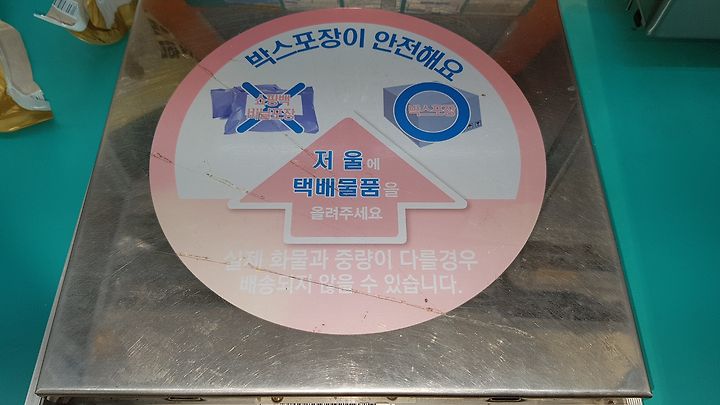 박스포장이 안전해요
쇼핑백
비닐포장
박스포장
저 울에
택배물품을
올려주세요
실제 화물과 중량이 다를경우
배송되지 않을 수 있습니다.